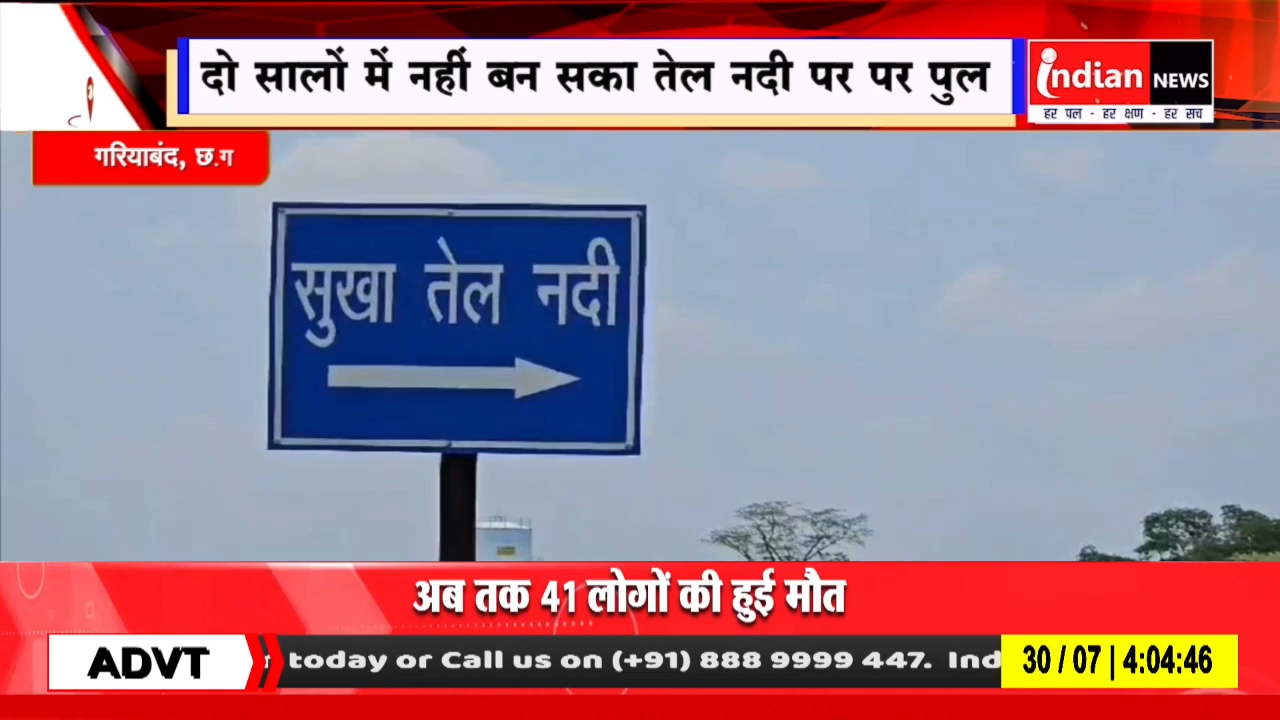 दो सालों में नहीं बन सका तेल नदी पर पर पुल
indian NEWS
हर पल - हर क्षण - हर सच
गरियाबंद, छ.ग
सुखा तेल नदी
अब तक 41 लोगों की हुई मौत
ADVT
today or Call us on (+91) 888 9999 447.
30 / 07 | 4:04:46